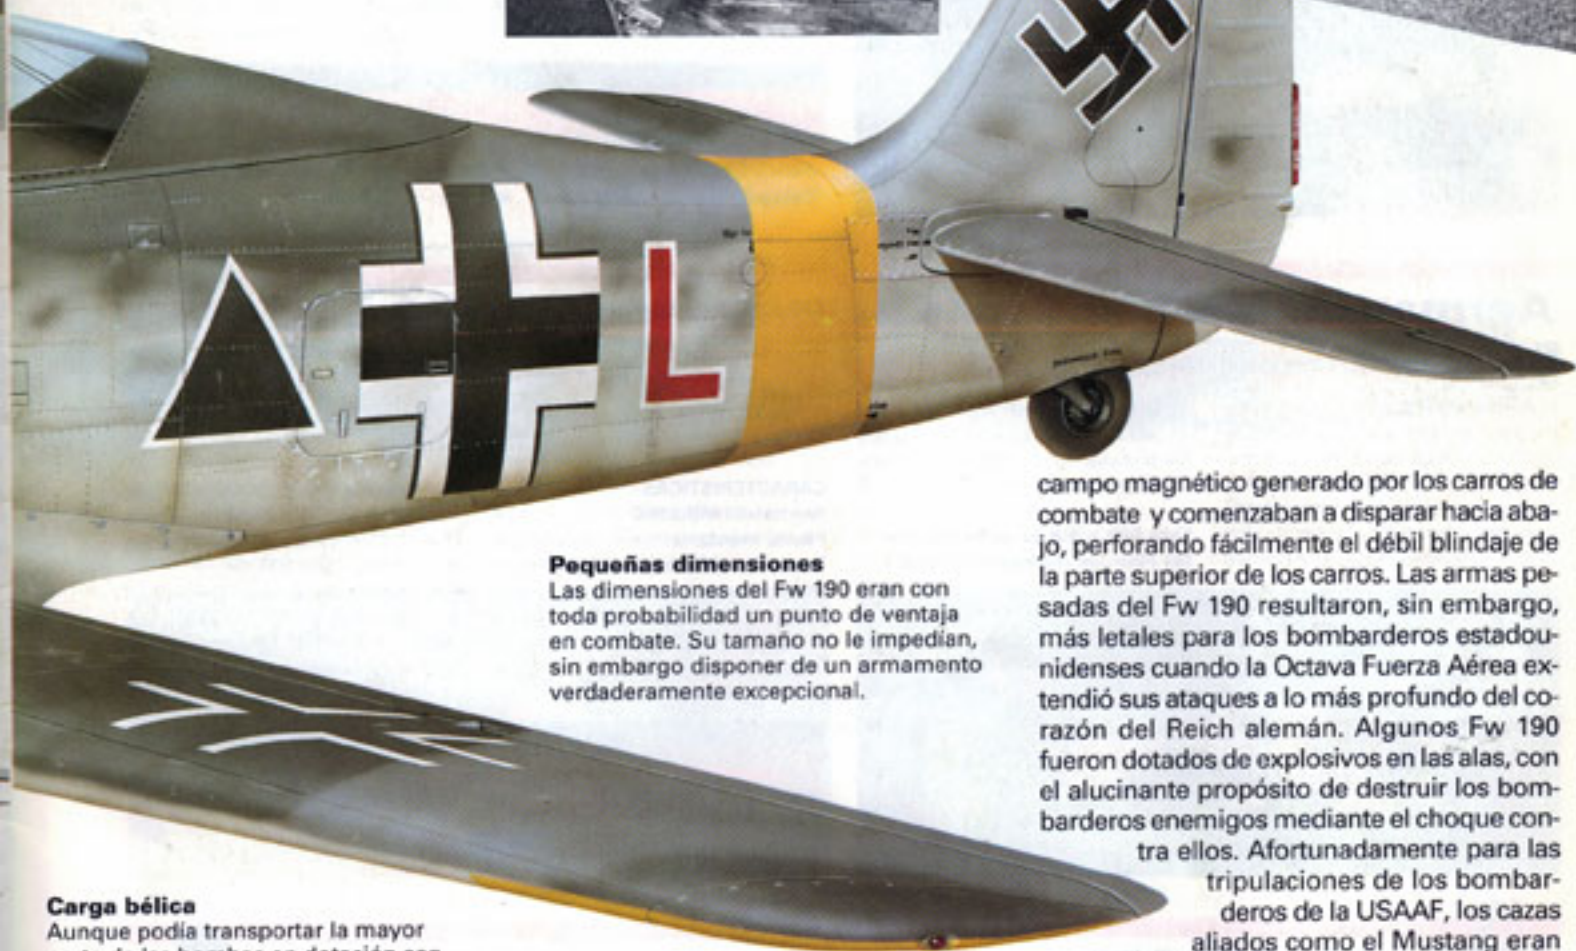 L
Pequeñas dimensiones
Las dimensiones del Fw 190 eran con
toda probabilidad un punto de ventaja
en combate. Su tamaño no le impedían,
sin embargo disponer de un armamento
verdaderamente excepcional.
Carga bélica
Aunque podía transportar la mayor
campo magnético generado por los carros de
combate y comenzaban a disparar hacia aba-
jo, perforando fácilmente el débil blindaje de
la parte superior de los carros. Las armas pe-
sadas del Fw 190 resultaron, sin embargo,
más letales para los bombarderos estadou-
nidenses cuando la Octava Fuerza Aérea ex-
tendió sus ataques a lo más profundo del co-
razón del Reich alemán. Algunos Fw 190
fueron dotados de explosivos en las alas, con
el alucinante propósito de destruir los bom-
barderos enemigos mediante el choque con-
tra ellos. Afortunadamente para las
tripulaciones de los bombar-
deros de la USAAF, los cazas
aliados como el Mustang eran